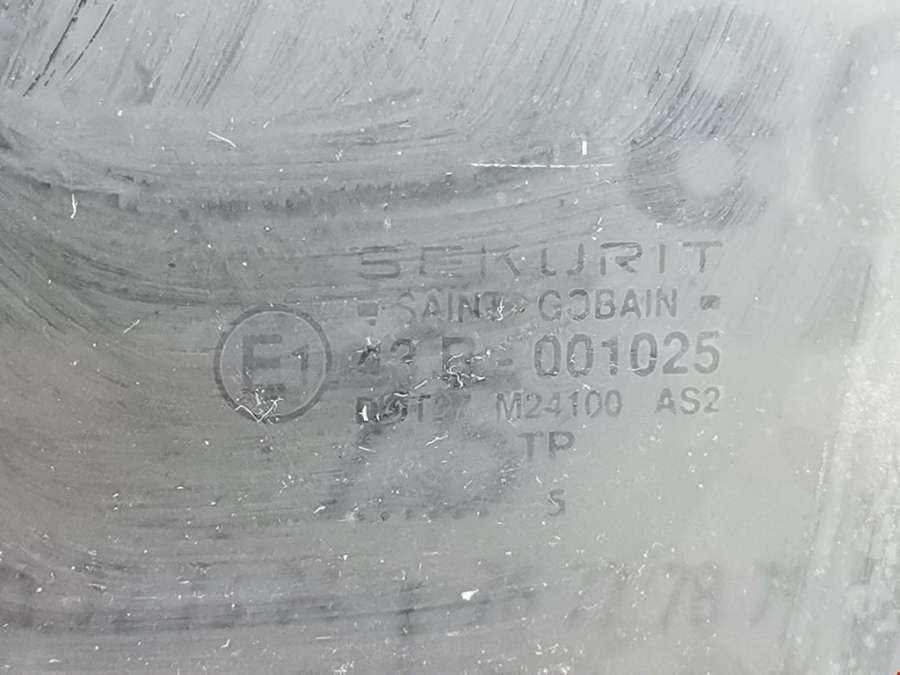 SEKURIT
SAINT-GOBAIN
E1 43R-001025
DOT27 M24100 AS2
TP
S